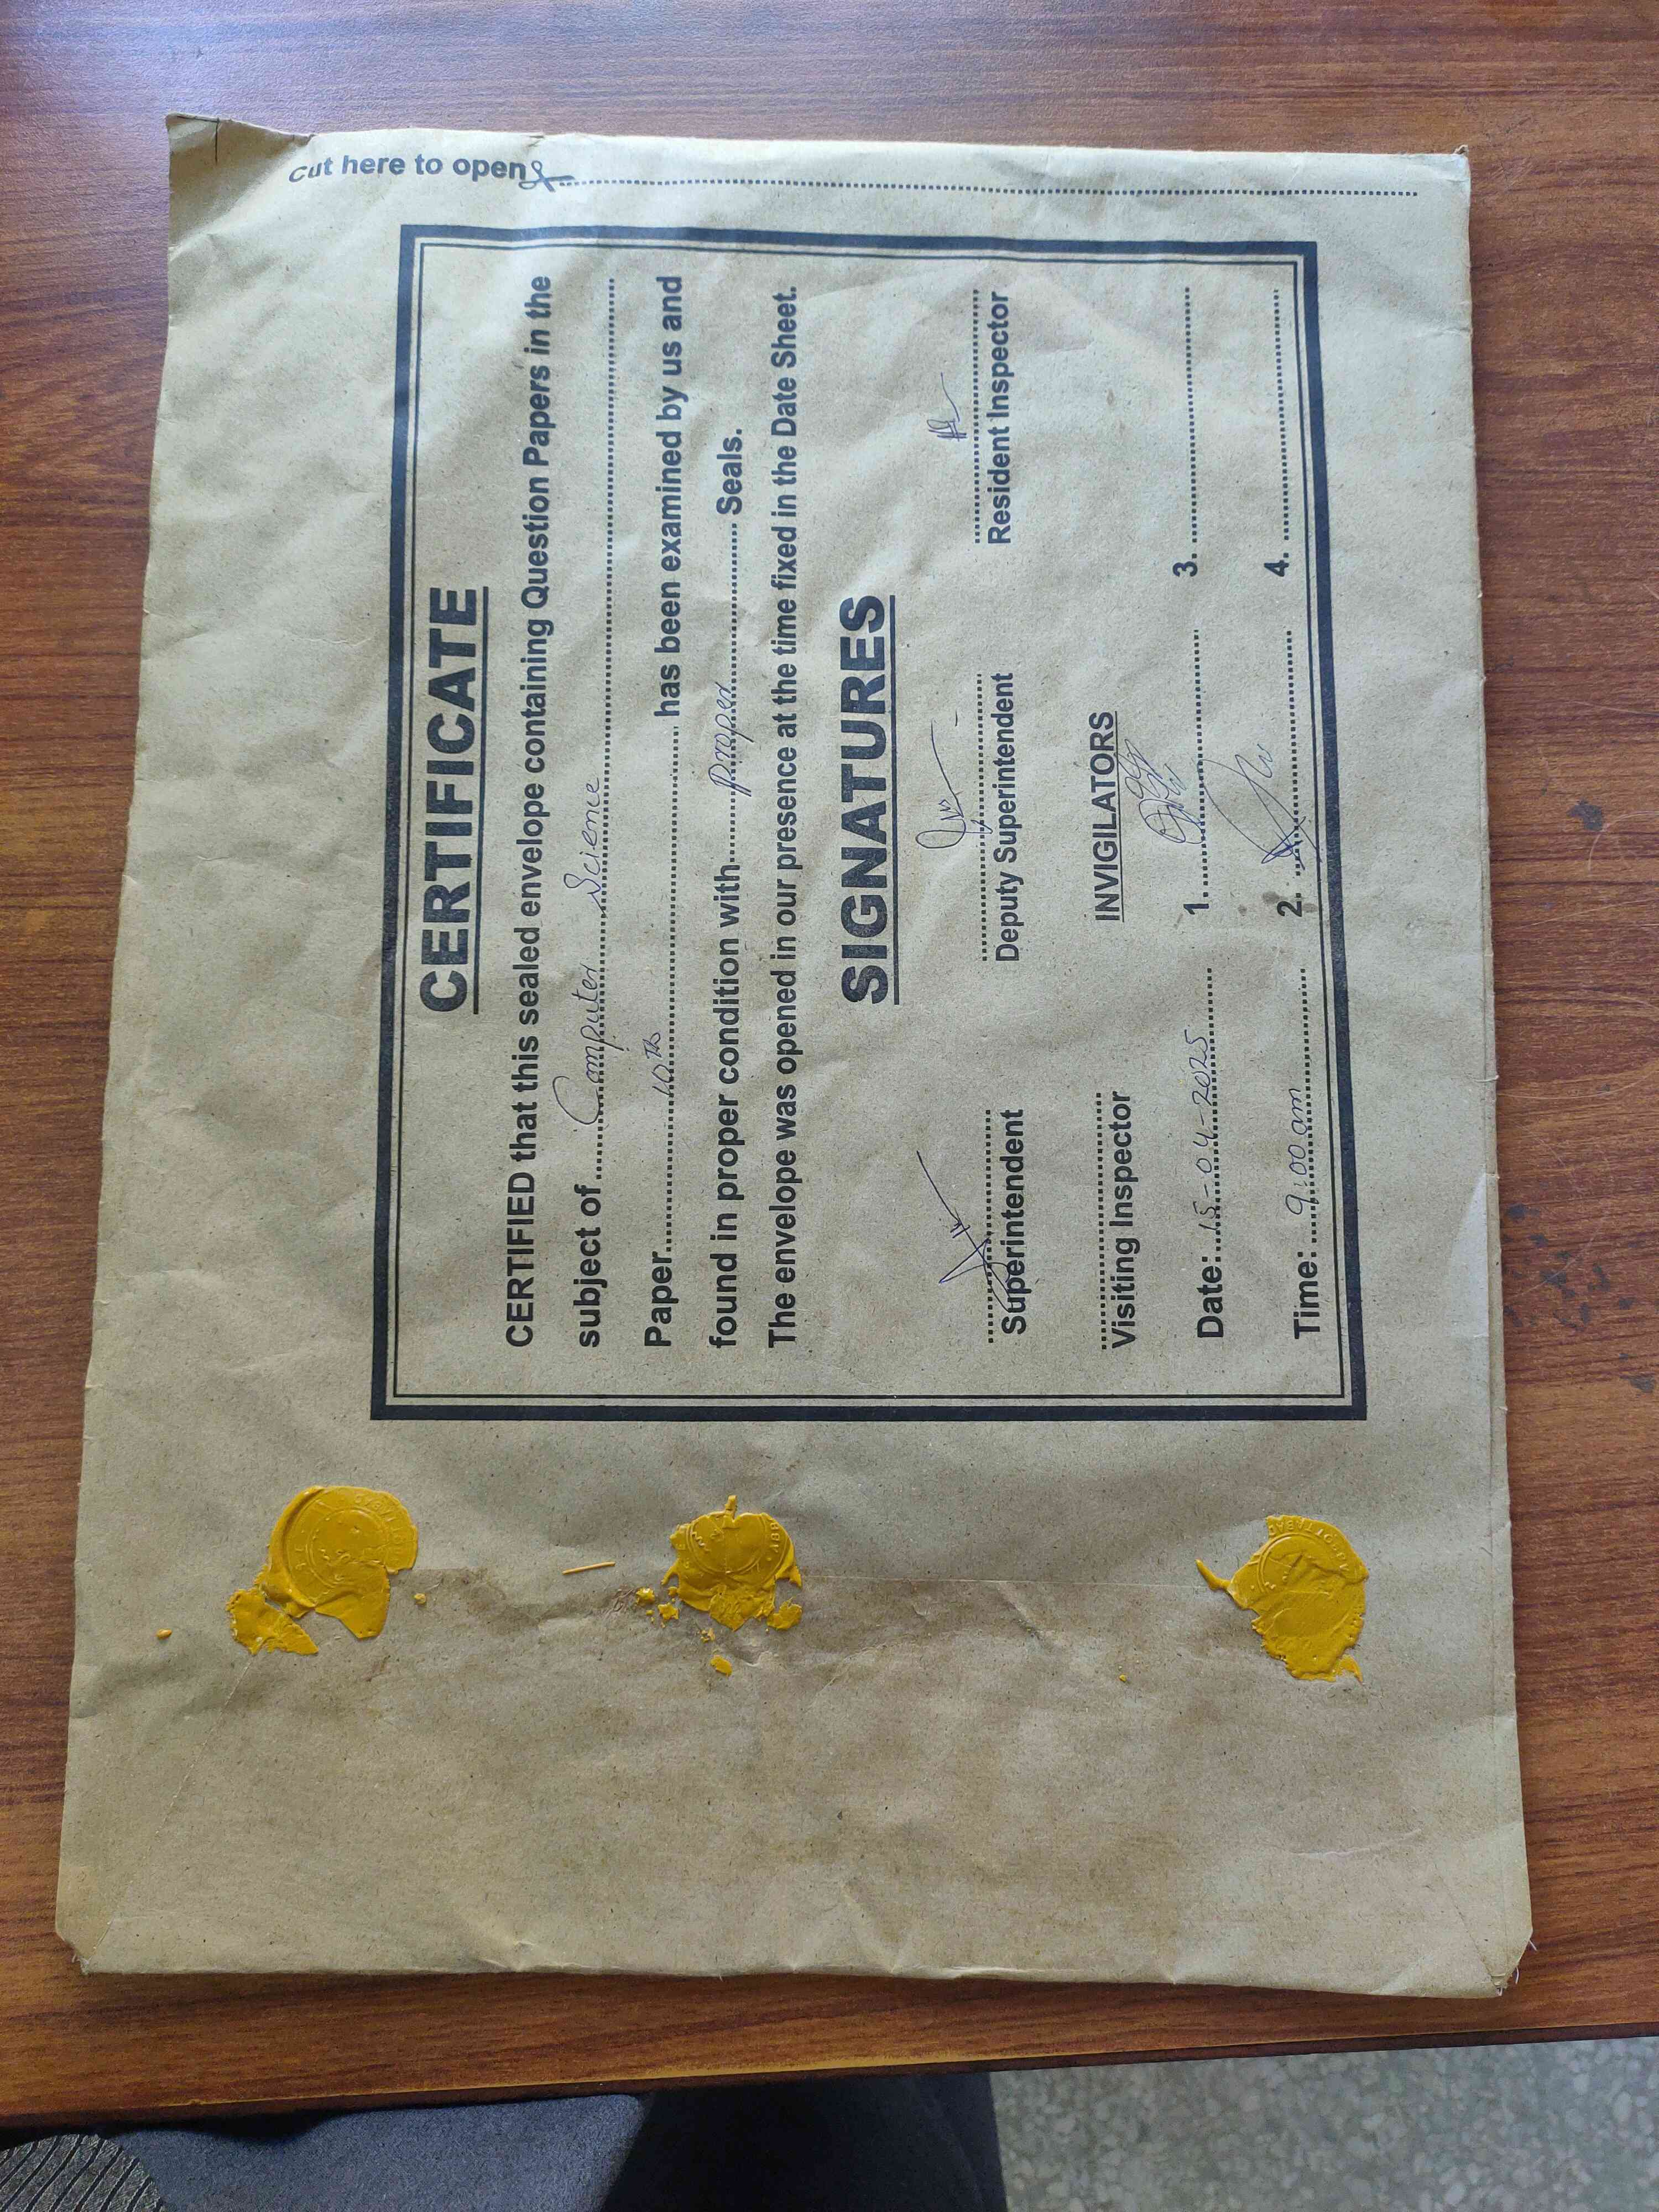 Cut here to open
CERTIFICATE
CERTIFIED that this sealed envelope containing Question Papers in the
subject of Computer Science
Paper 10th has been examined by us and
found in proper condition with proper Seals.
The envelope was opened in our presence at the time fixed in the Date Sheet.
SIGNATURES
Superintendent Deputy Superintendent Resident Inspector
Visiting Inspector INVIGILATORS
Date: 15-04-2025 1. 3.
Time: 9:00 am 2. 4.